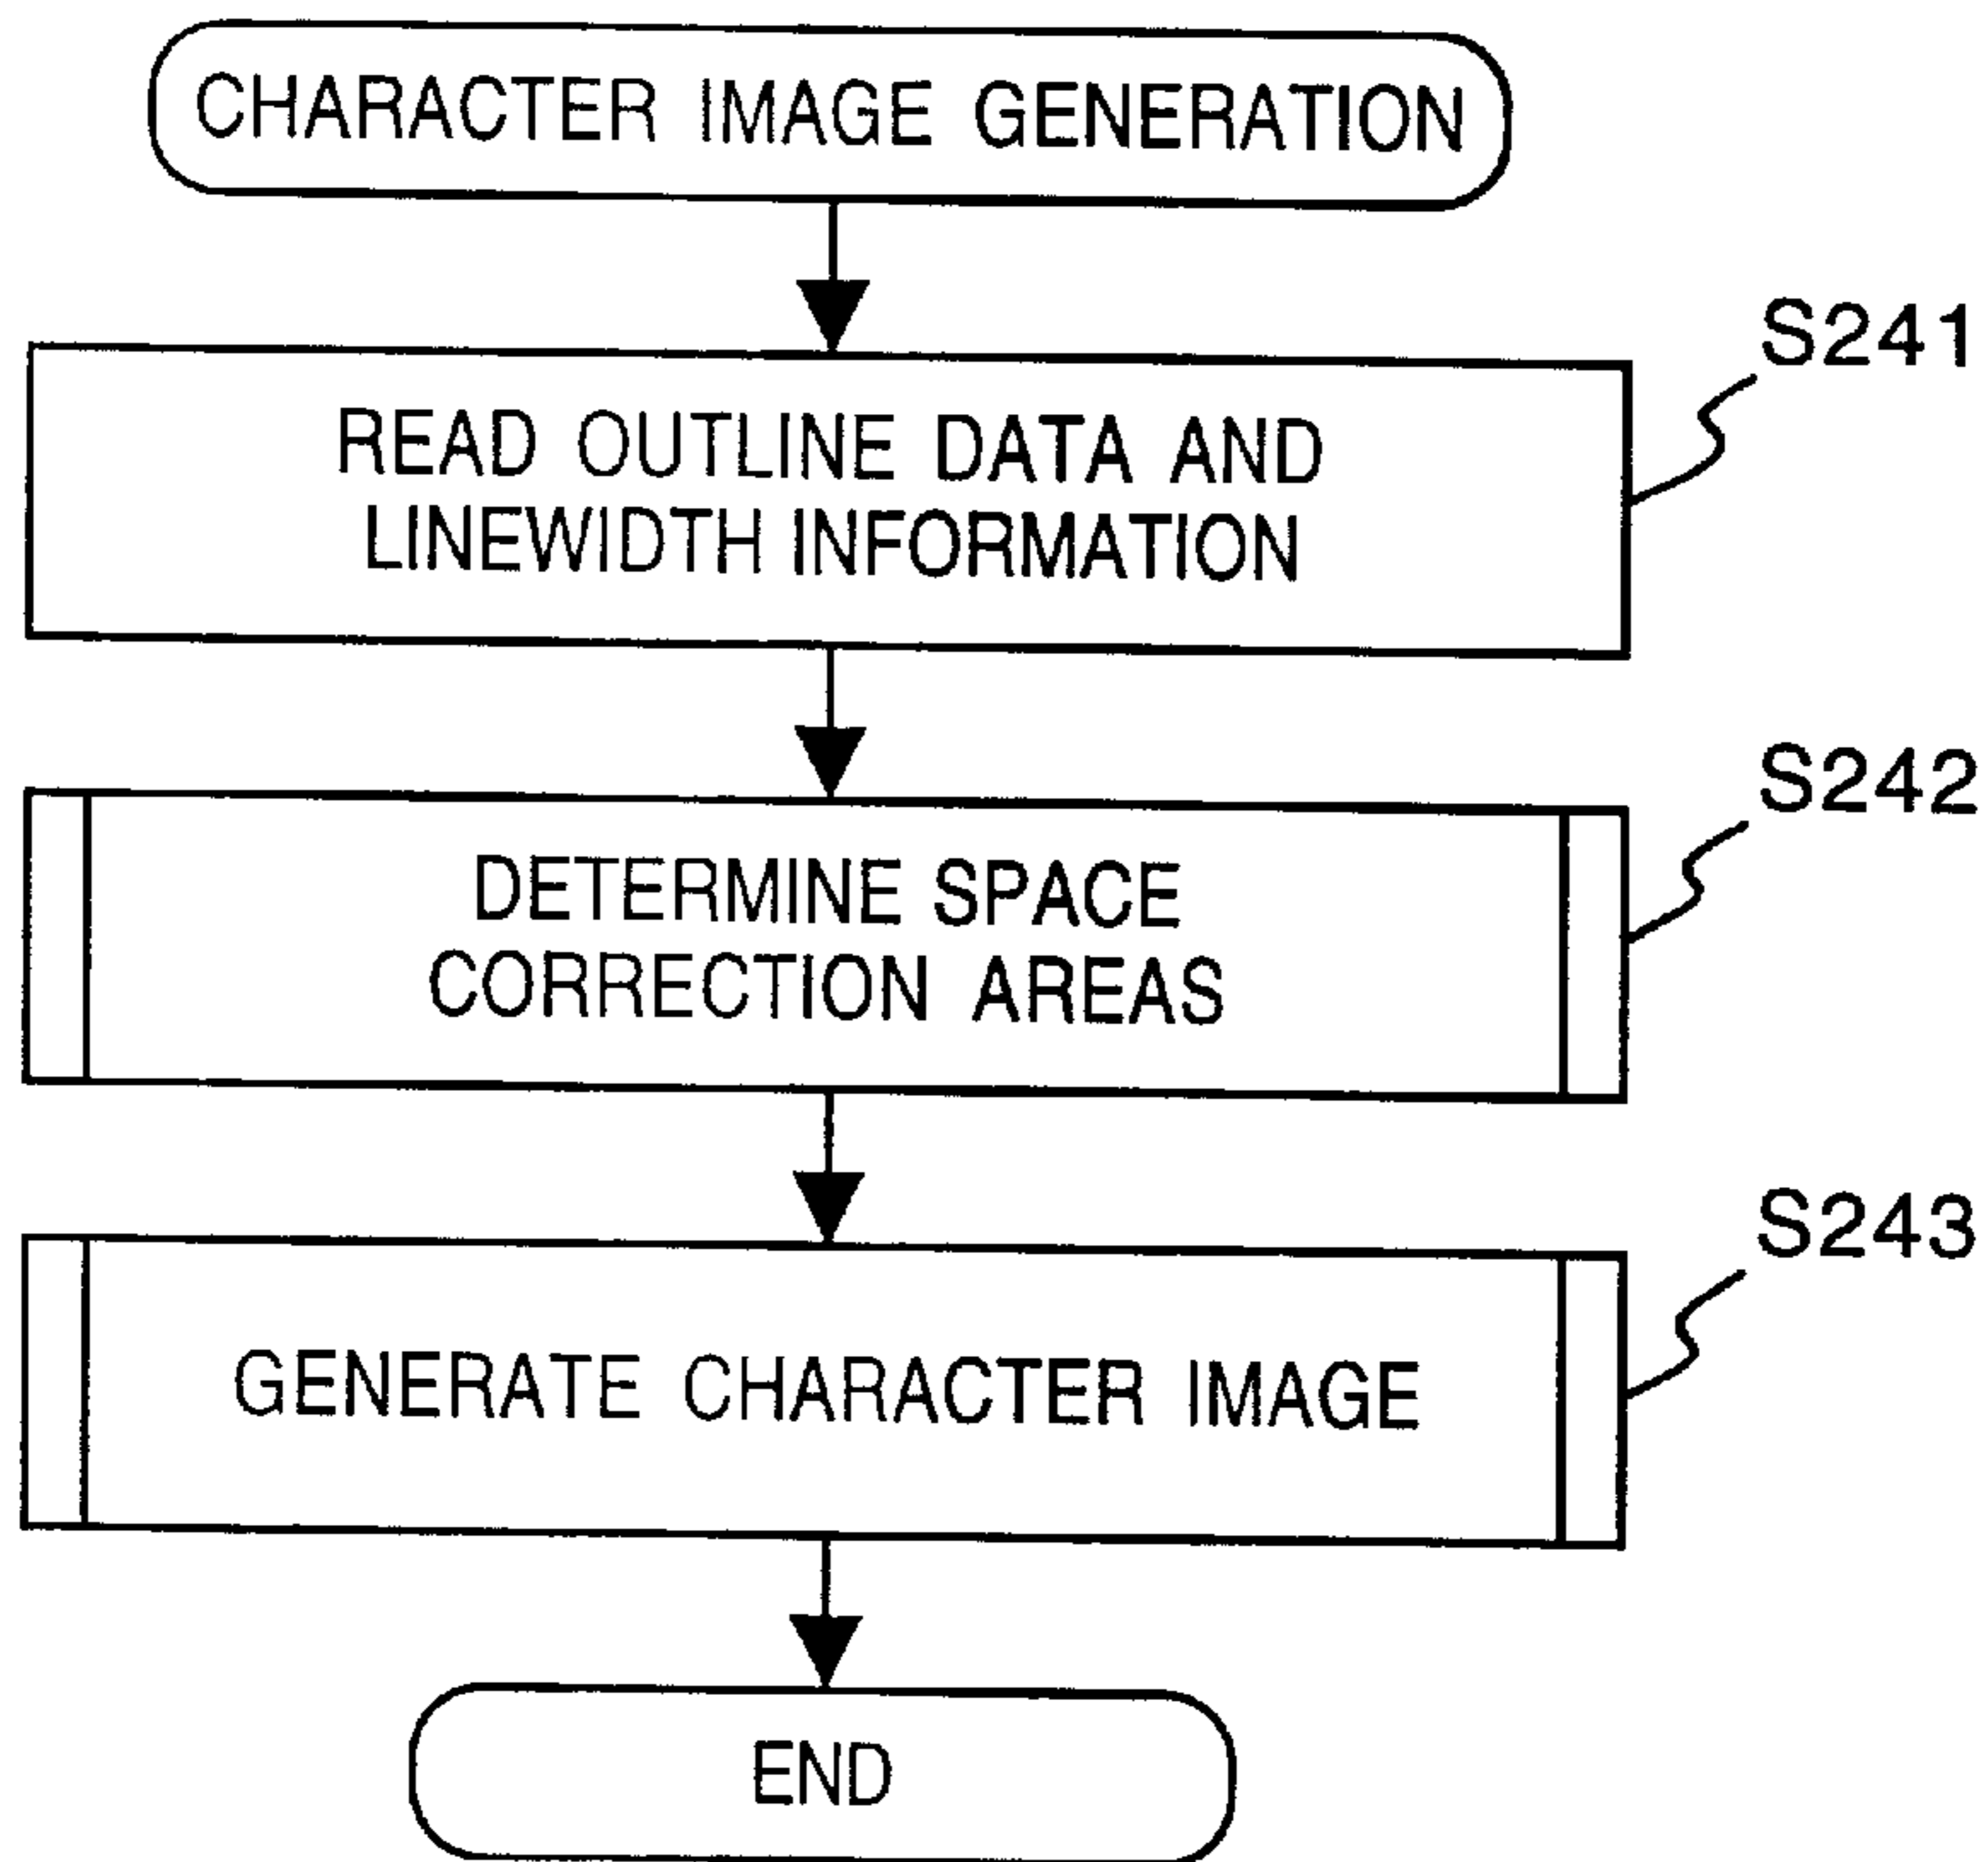 CHARACTER IMAGE GENERATION
S241
READ OUTLINE DATA AND
LINEWIDTH INFORMATION
S242
DETERMINE SPACE
CORRECTION AREAS
S243
GENERATE CHARACTER IMAGE
END